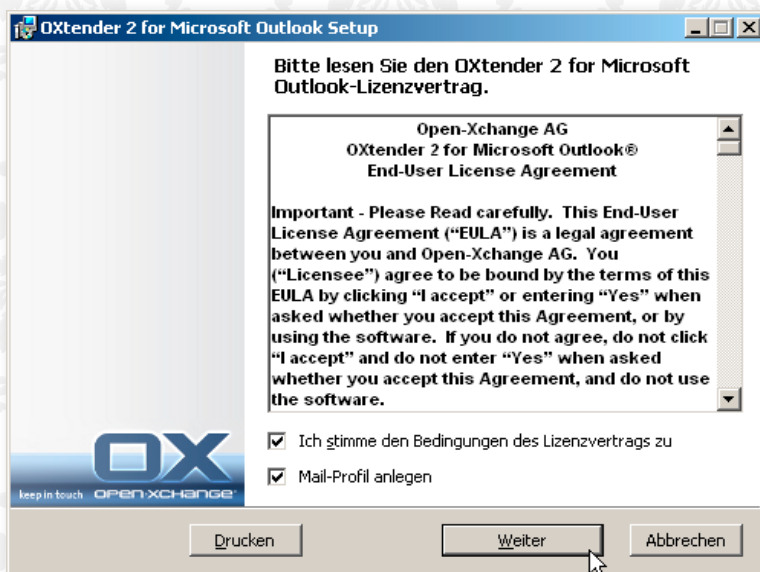 OXtender 2 for Microsoft Outlook Setup
Bitte lesen Sie den OXtender 2 for Microsoft
Outlook-Lizenzvertrag.
Open-Xchange AG
OXtender 2 for Microsoft Outlook®
End-User License Agreement
Important - Please Read carefully.  This End-User
License Agreement (“EULA”) is a legal agreement
between you and Open-Xchange AG.  You
(“Licensee”) agree to be bound by the terms of this
EULA by clicking “I accept” or entering “Yes” when
asked whether you accept this Agreement, or by
using the software.  If you do not agree, do not click
“I accept” and do not enter “Yes” when asked
whether you accept this Agreement, and do not use
the software.
Ich stimme den Bedingungen des Lizenzvertrags zu
Mail-Profil anlegen
OX
keep in touch OPEN-XCHANGE
Drucken
Weiter
Abbrechen